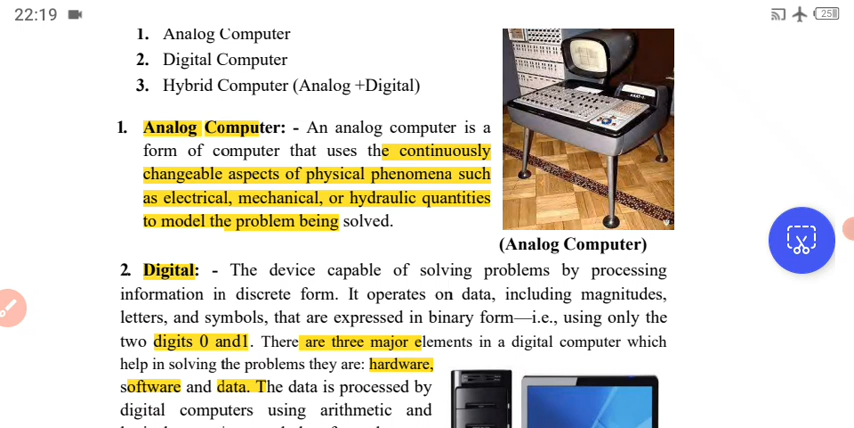 22:19
25
1. Analog Computer
2. Digital Computer
3. Hybrid Computer (Analog +Digital)
1. Analog Computer: - An analog computer is a
form of computer that uses the continuously
changeable aspects of physical phenomena such
as electrical, mechanical, or hydraulic quantities
to model the problem being solved.
(Analog Computer)
2. Digital: - The device capable of solving problems by processing
information in discrete form. It operates on data, including magnitudes,
letters, and symbols, that are expressed in binary form—i.e., using only the
two digits 0 and1. There are three major elements in a digital computer which
help in solving the problems they are: hardware,
software and data. The data is processed by
digital computers using arithmetic and